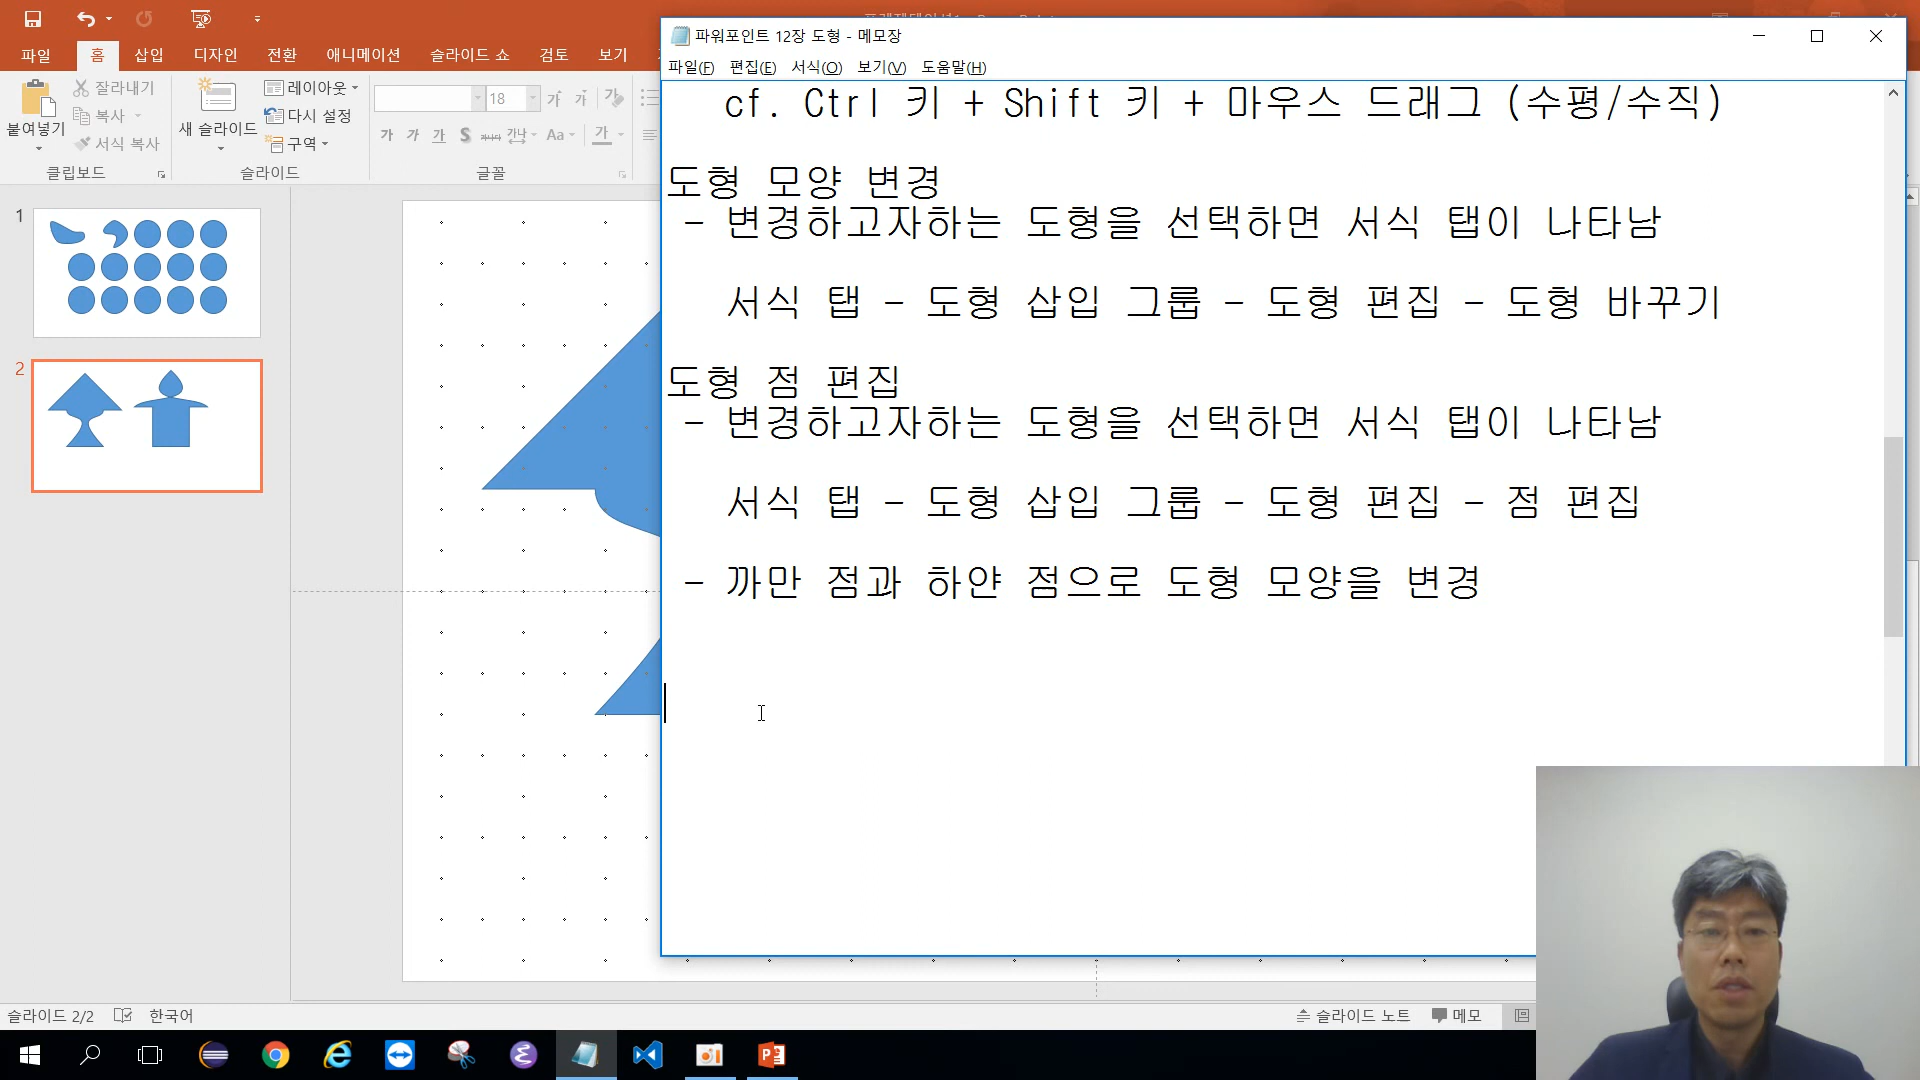 파일
홈
삽입
디자인
전환
애니메이션
슬라이드 쇼
검토
보기
붙여넣기
잘라내기
복사
서식 복사
클립보드
새 슬라이드
레이아웃
다시 설정
구역
슬라이드
18
가 가
가 가 가 S 간나 Aa 가
글꼴
1
2
파워포인트 12장 도형 - 메모장
파일(F) 편집(E) 서식(O) 보기(V) 도움말(H)
cf. Ctrl 키 + Shift 키 + 마우스 드래그 (수평/수직)
도형 모양 변경
- 변경하고자하는 도형을 선택하면 서식 탭이 나타남
서식 탭 - 도형 삽입 그룹 - 도형 편집 - 도형 바꾸기
도형 점 편집
- 변경하고자하는 도형을 선택하면 서식 탭이 나타남
서식 탭 - 도형 삽입 그룹 - 도형 편집 - 점 편집
- 까만 점과 하얀 점으로 도형 모양을 변경
슬라이드 2/2
한국어
슬라이드 노트
메모